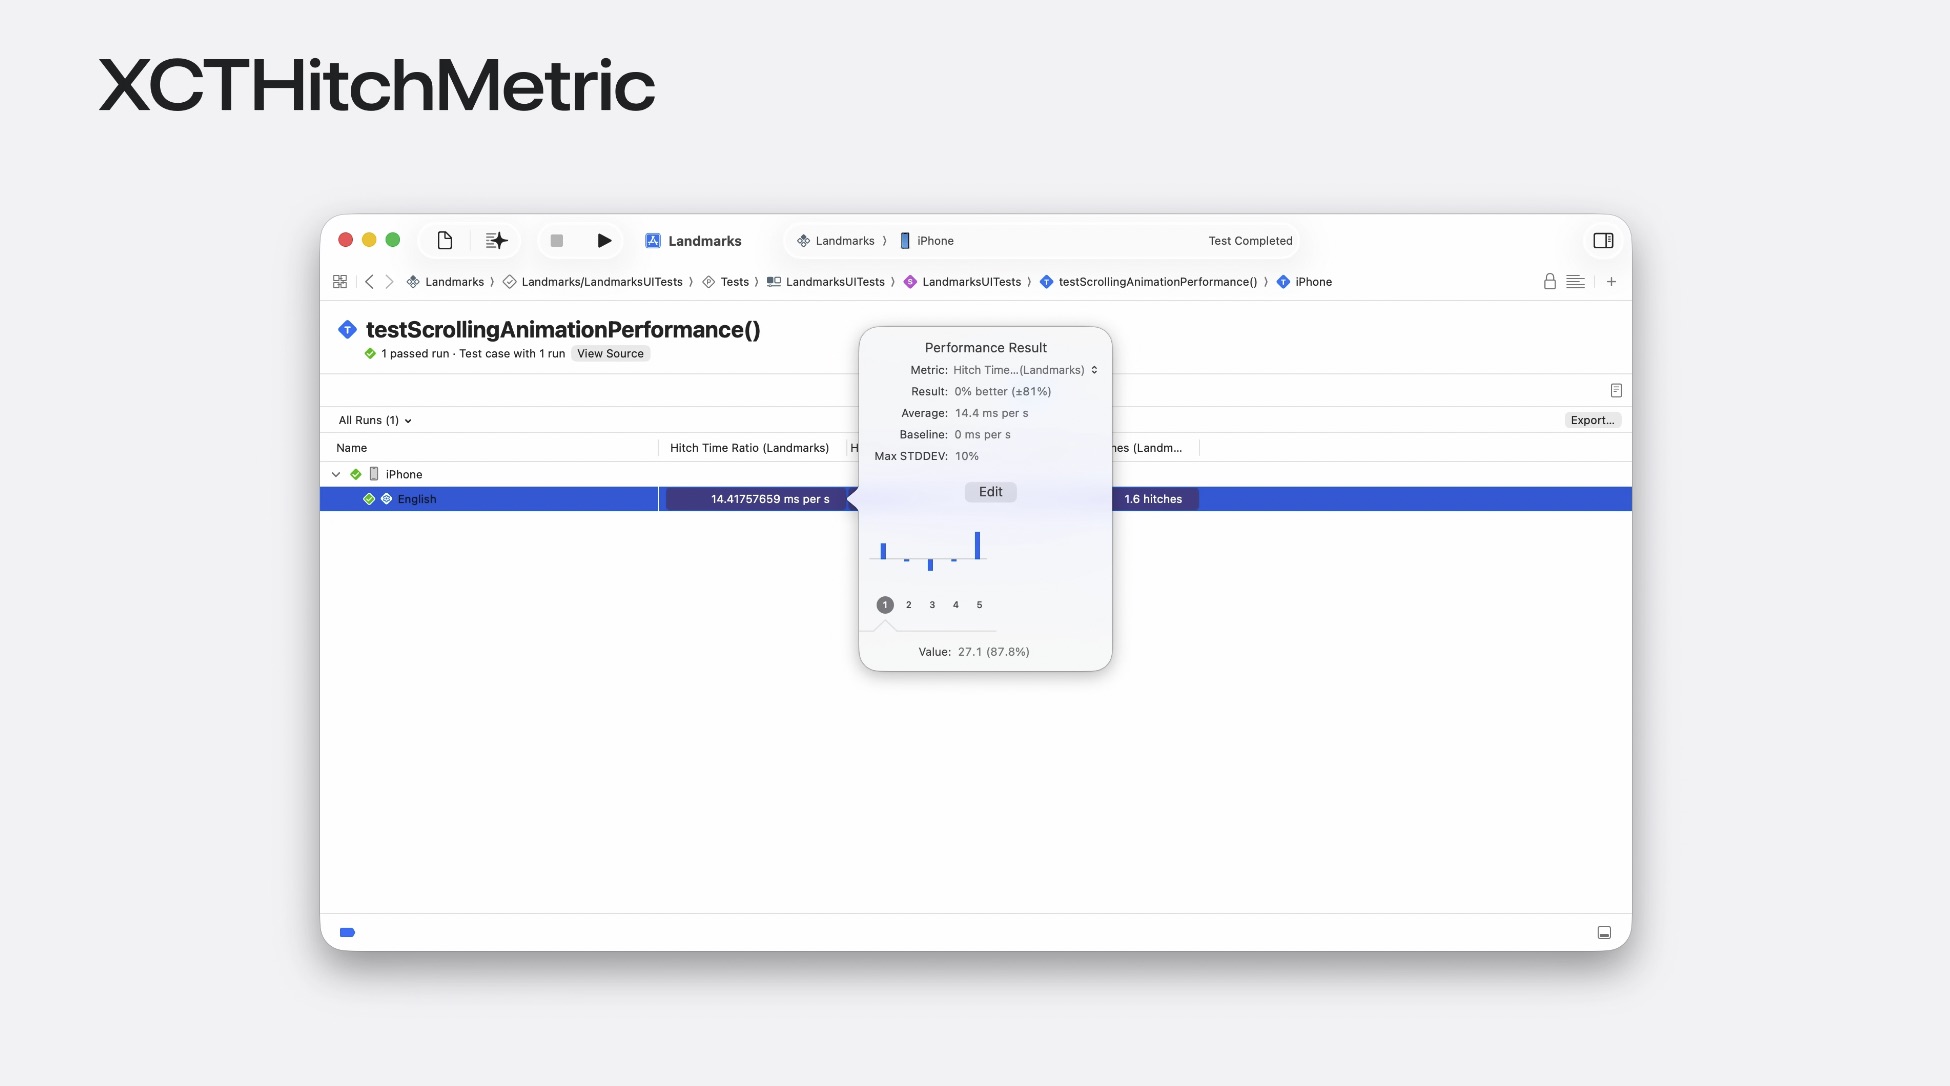 XCTHitchMetric
Landmarks
Landmarks 〉 iPhone
Test Completed
Landmarks 〉 Landmarks/LandmarksUITests 〉 Tests 〉 LandmarksUITests 〉 LandmarksUITests 〉 testScrollingAnimationPerformance() 〉 iPhone
testScrollingAnimationPerformance()
1 passed run · Test case with 1 run View Source
All Runs (1)
Export...
Name Hitch Time Ratio (Landmarks) H nes (Landm...
iPhone
English 14.41757659 ms per s 1.6 hitches
Performance Result
Metric: Hitch Time...(Landmarks)
Result: 0% better (±81%)
Average: 14.4 ms per s
Baseline: 0 ms per s
Max STDDEV: 10%
Edit
1 2 3 4 5
Value: 27.1 (87.8%)